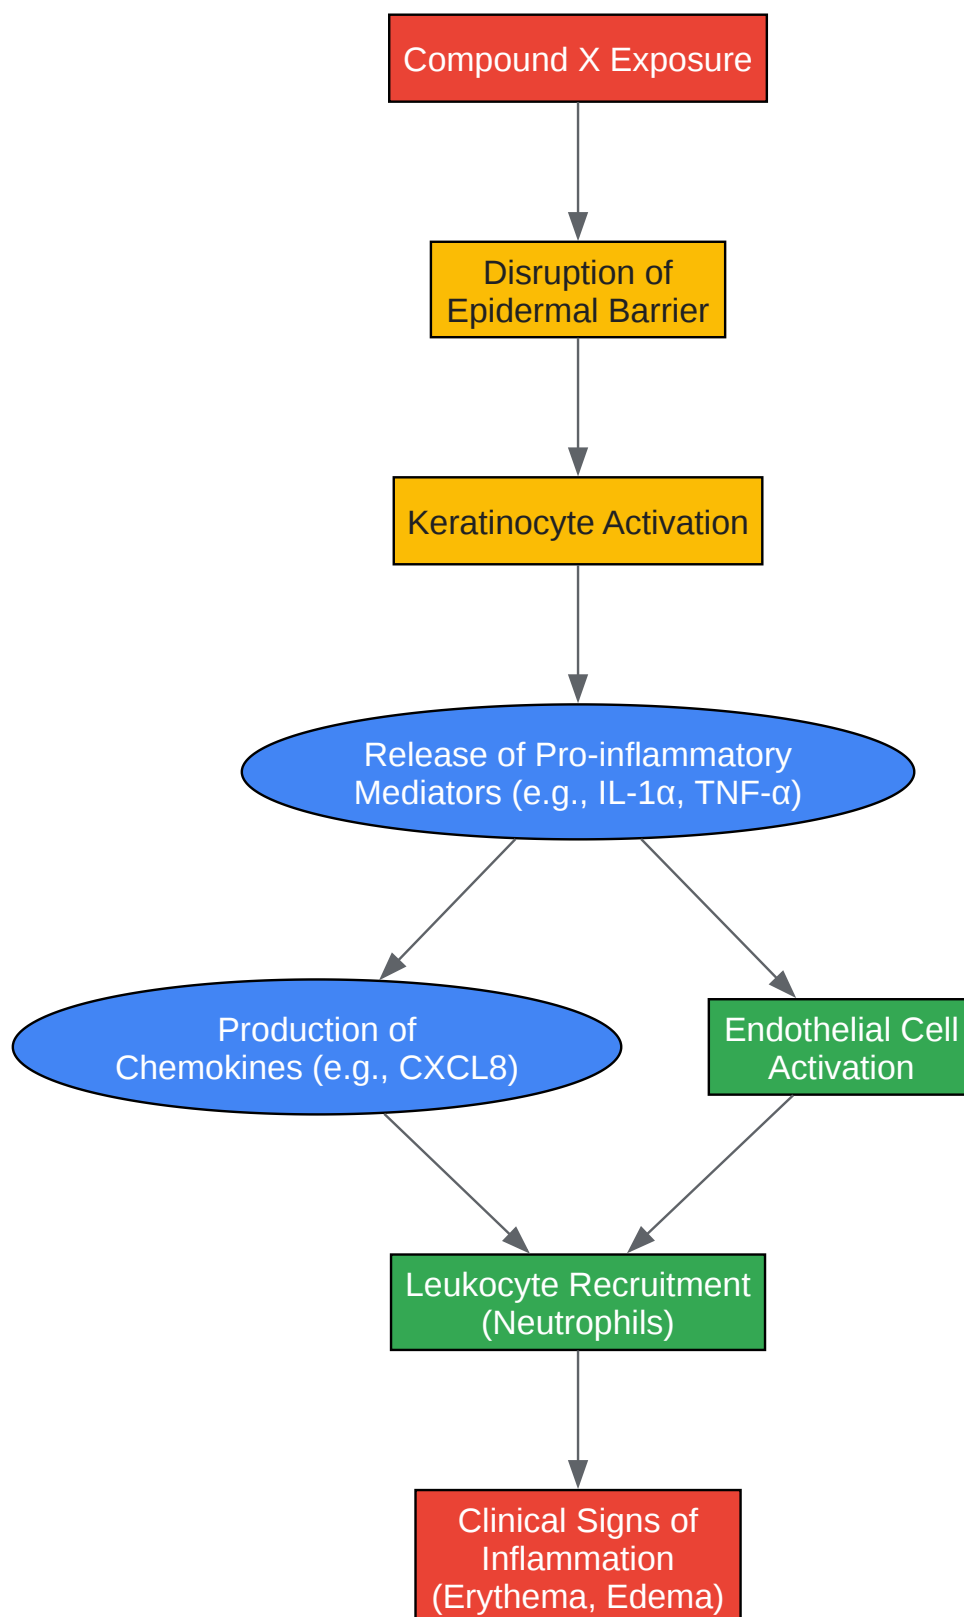 Compound X Exposure
Disruption of
Epidermal Barrier
Keratinocyte Activation
Release of Pro-inflammatory
Mediators (e.g., IL-1α, TNF-α)
Production of
Chemokines (e.g., CXCL8)
Endothelial Cell
Activation
Leukocyte Recruitment
(Neutrophils)
Clinical Signs of
Inflammation
(Erythema, Edema)